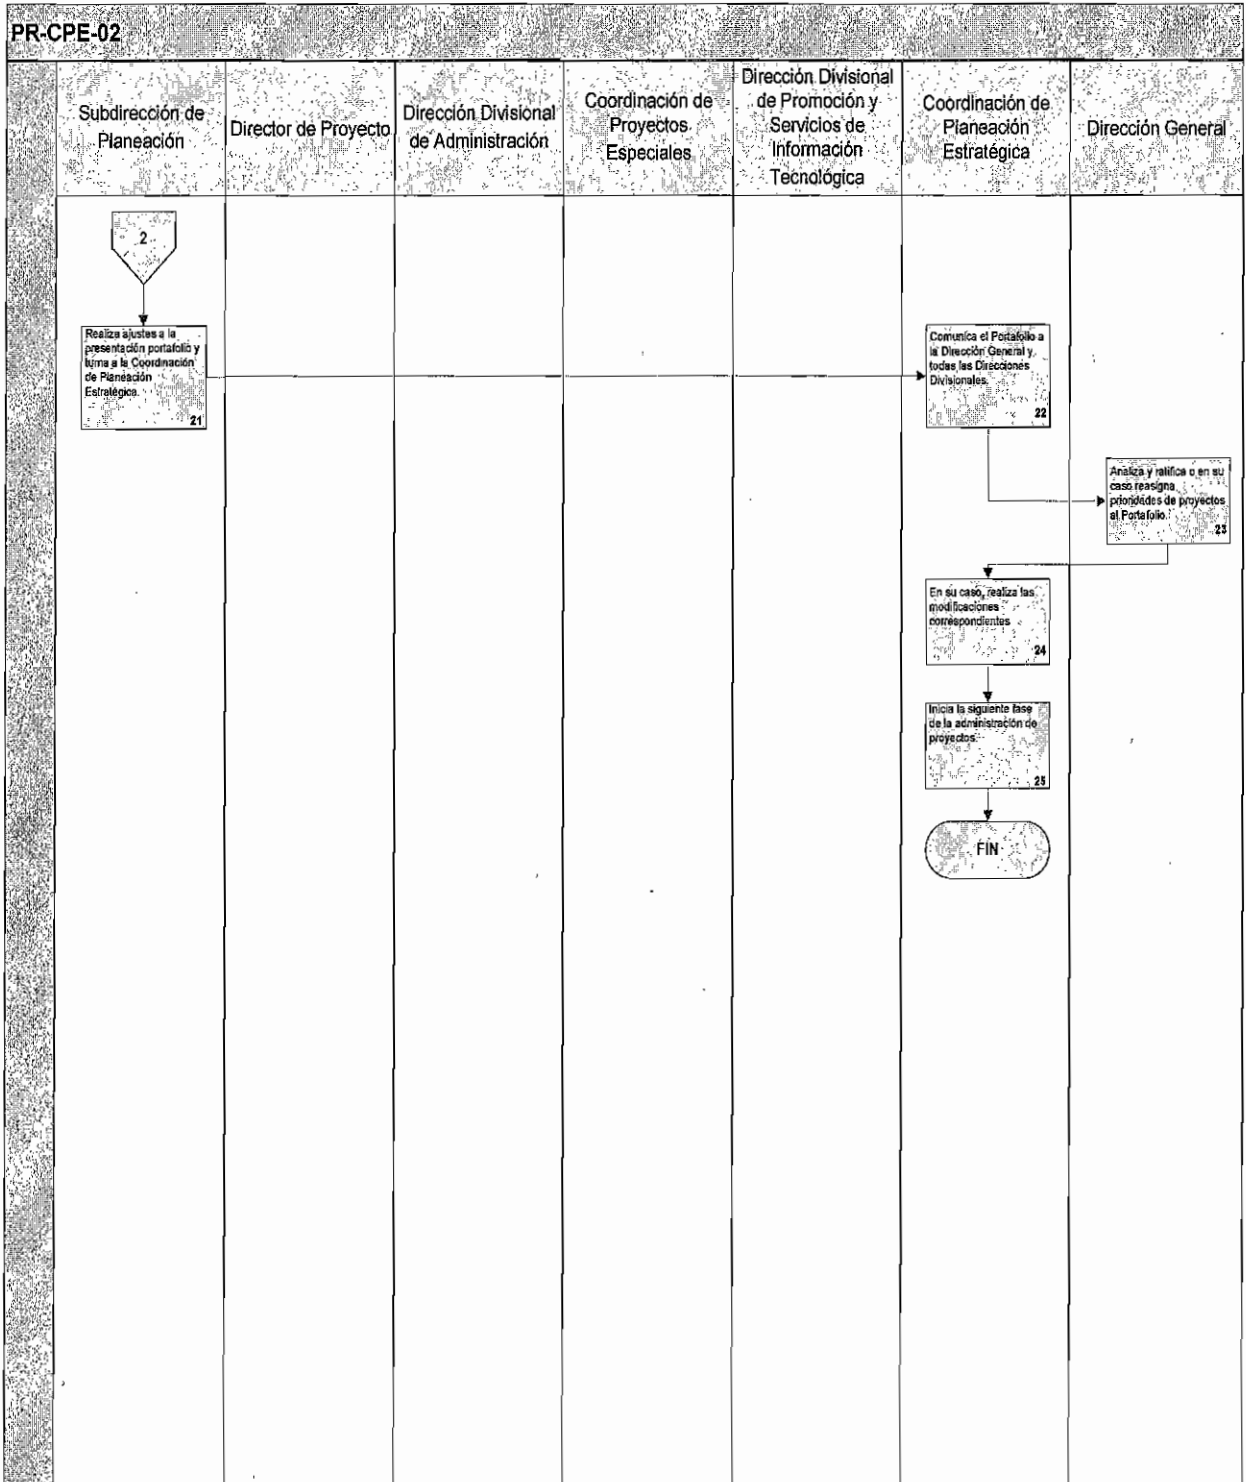 PR-CPE-02
Subdirección de
Planeación
Director de Proyecto
Dirección Divisional
de Administración
Coordinación de
Proyectos
Especiales
Dirección Divisional
de Promoción y
Servicios de
Información
Tecnológica
Coordinación de
Planeación
Estratégica
Dirección General
2
Realiza ajustes a la
presentación portafolio y
turna a la Coordinación
de Planeación
Estratégica.
21
Comunica el Portafolio a
la Dirección General y
todas las Direcciones
Divisionales.
22
Analiza y ratifica o en su
caso reasigna
prioridades de proyectos
al Portafolio.
23
En su caso, realiza las
modificaciones
correspondientes
24
Inicia la siguiente fase
de la administración de
proyectos.
25
FIN